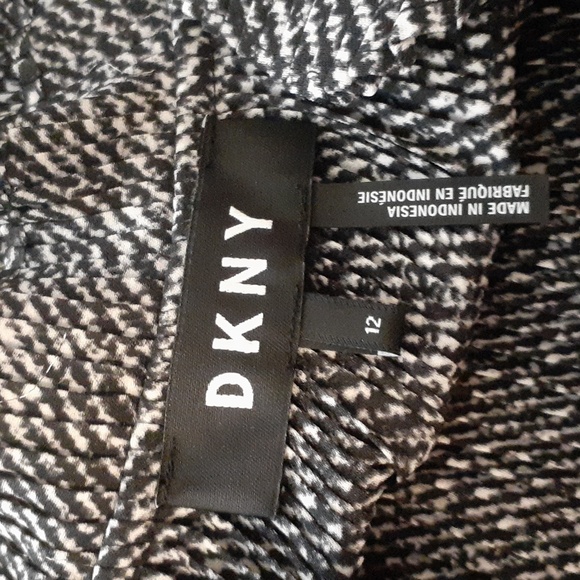 DKNY
12
MADE IN INDONESIA
FABRIQUÉ EN INDONÉSIE